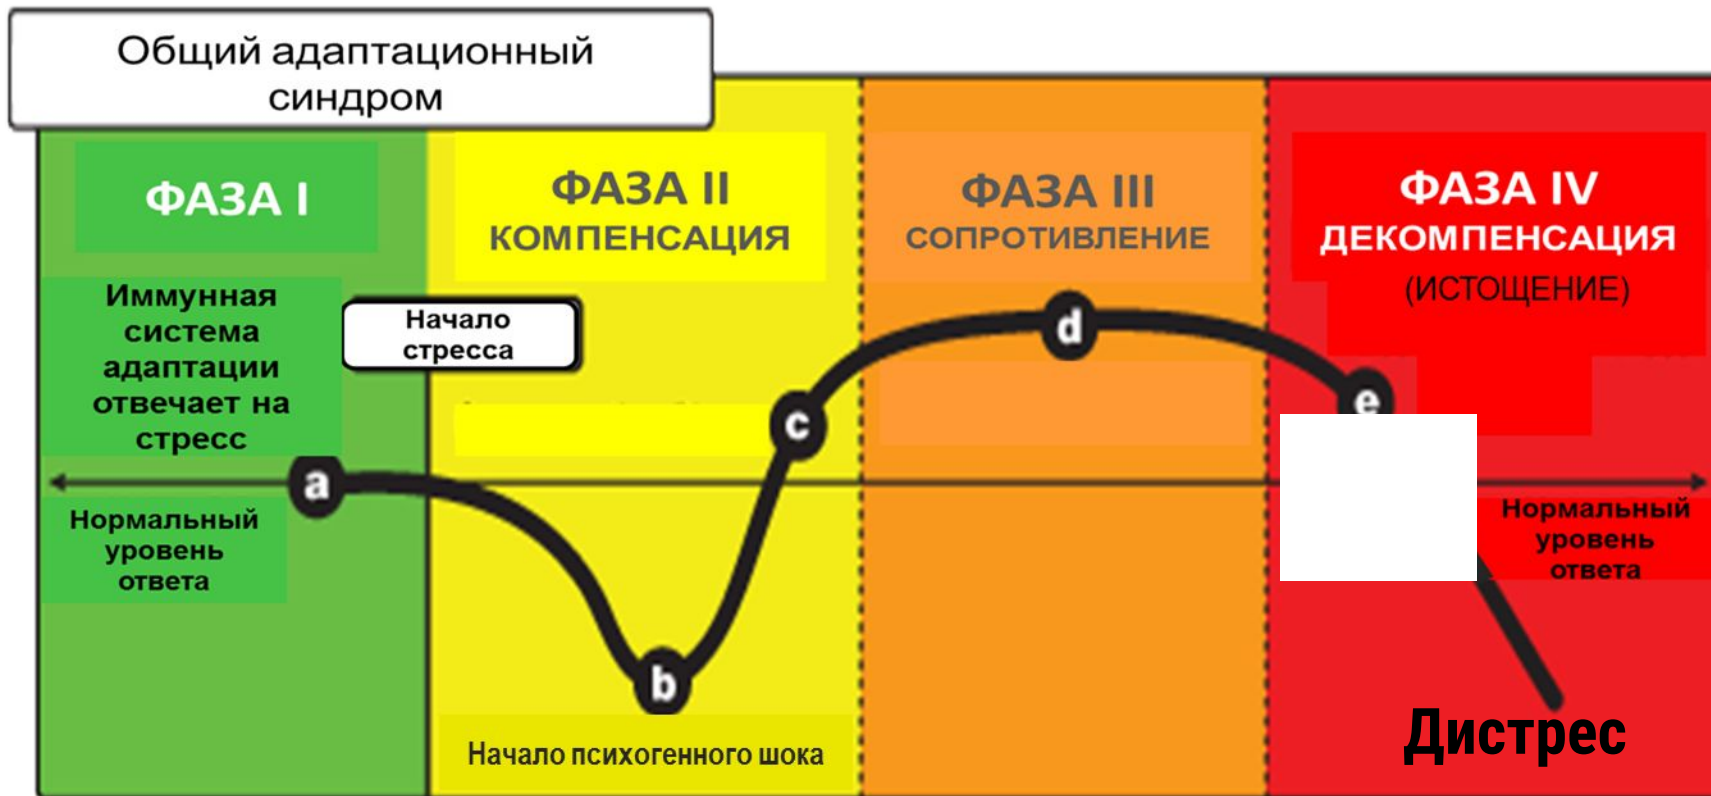 Общий адаптационный
синдром
ФАЗА I
Иммунная
система
адаптации
отвечает на
стресс
Начало
стресса
a
Нормальный
уровень
ответа
ФАЗА II
КОМПЕНСАЦИЯ
c
b
Начало психогенного шока
ФАЗА III
СОПРОТИВЛЕНИЕ
d
ФАЗА IV
ДЕКОМПЕНСАЦИЯ
(ИСТОЩЕНИЕ)
e
Нормальный
уровень
ответа
Дистрес